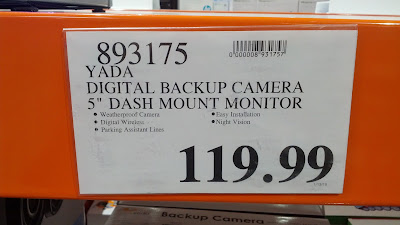 893175
0000008931757
YADA
DIGITAL BACKUP CAMERA
5" DASH MOUNT MONITOR
• Weatherproof Camera • Easy Installation
• Digital Wireless • Night Vision
• Parking Assistant Lines
119.99
Backup Camera